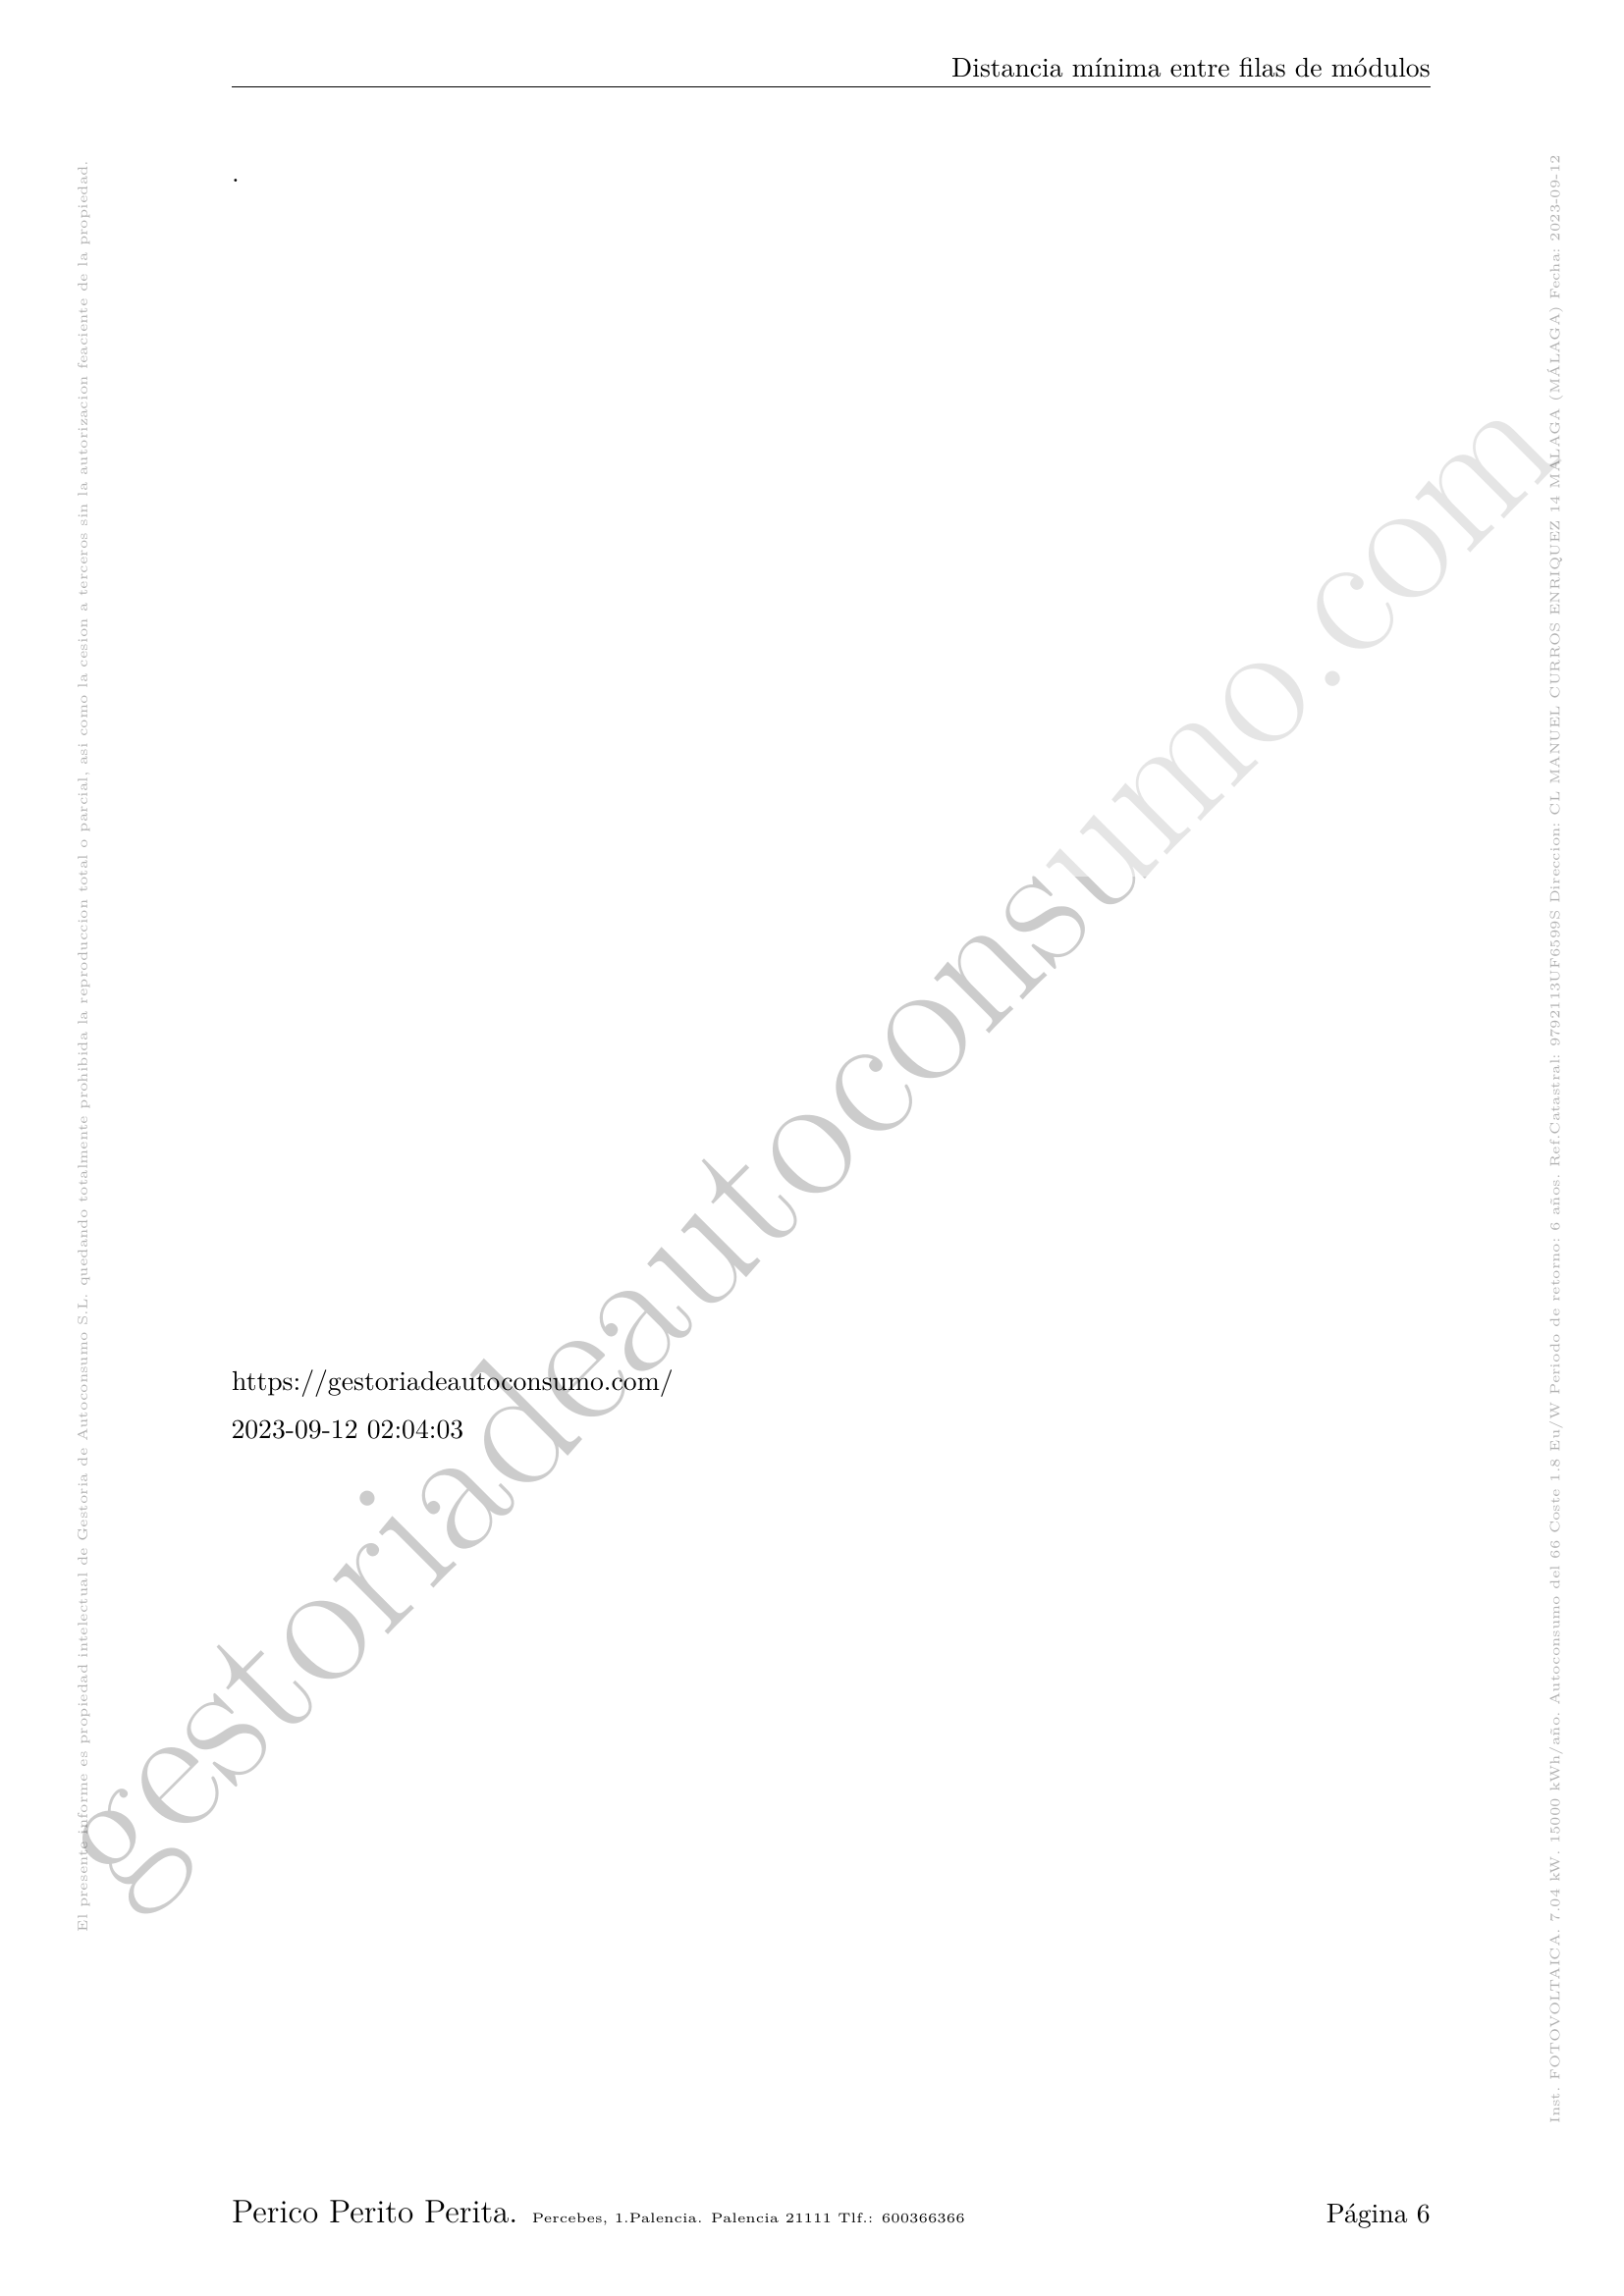 Distancia mínima entre filas de módulos
.
El presente informe es propiedad intelectual de Gestoria de Autoconsumo S.L. quedando totalmente prohibida la reproduccion total o parcial, asi como la cesion a terceros sin la autorizacion feaciente de la propiedad.
Inst. FOTOVOLTAICA. 7.04 kW. 15000 kWh/año. Autoconsumo del 66 Coste 1.8 Eu/W Periodo de retorno: 6 años. Ref.Catastral: 9792113UF6599S Direccion: CL MANUEL CURROS ENRIQUEZ 14 MALAGA (MÁLAGA) Fecha: 2023-09-12
gestoriadeautoconsumo.com
https://gestoriadeautoconsumo.com/
2023-09-12 02:04:03
Perico Perito Perita. Percebes, 1.Palencia. Palencia 21111 Tlf.: 600366366 Página 6